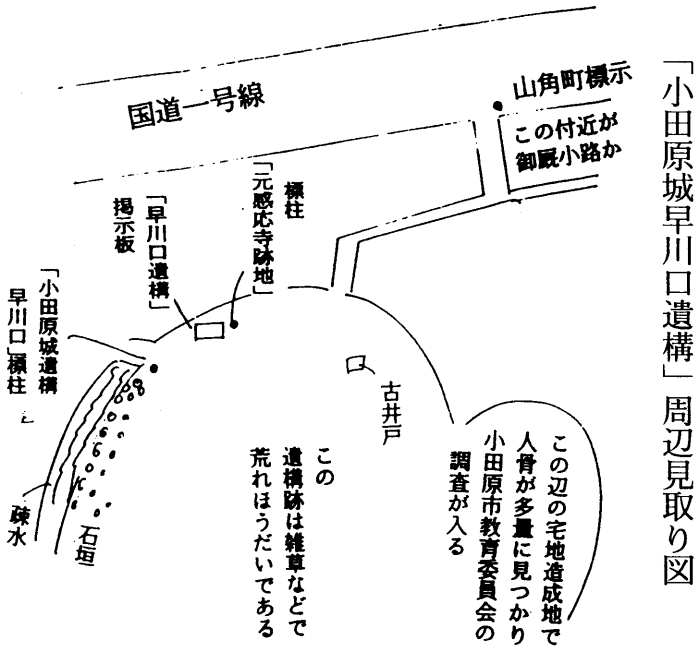 「小田原城早川口遺構」周辺見取り図
山角町標示
この付近が
御厩小路か
国道一号線
標柱
「元感応寺跡地」
「早川口遺構」
掲示板
「小田原城遺構
早川口」標柱
古井戸
この辺の宅地造成地で
人骨が多量に見つかり
小田原市教育委員会の
調査が入る
この
遺構跡は雑草などで
荒れほうだいである
石垣
疎水